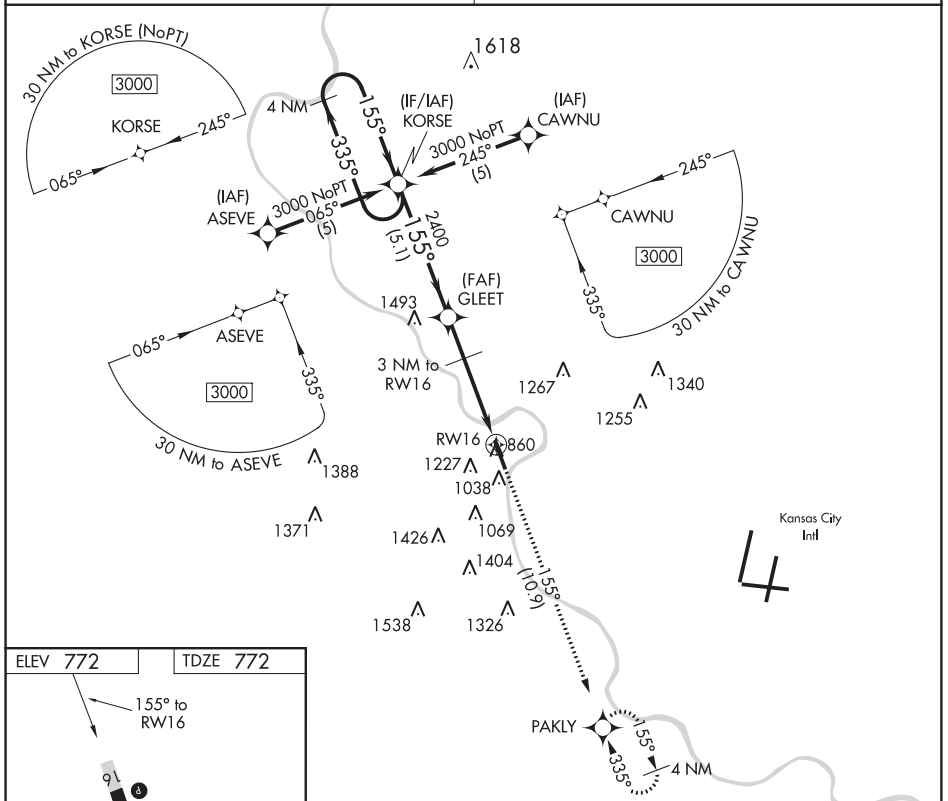 30 NM to KORSE (NoPT)
3000
KORSE
245°
065°
1618
4 NM
155°
335°
(IF/IAF)
KORSE
(IAF)
CAWNU
3000 NoPT
245°
(5)
(IAF)
ASEVE
3000 NoPT
065°
(5)
2400
155°
(5.1)
245°
CAWNU
3000
335°
30 NM to CAWNU
(FAF)
GLEET
1493
065°
ASEVE
3000
335°
30 NM to ASEVE
3 NM to
RW16
1267
1340
1255
RW16
860
1227
1038
1388
1371
1069
1426
1404
1538
1326
155°
(10.9)
Kansas City
Intl
PAKLY
155°
335°
4 NM
ELEV 772
TDZE 772
155° to
RW16
16
P